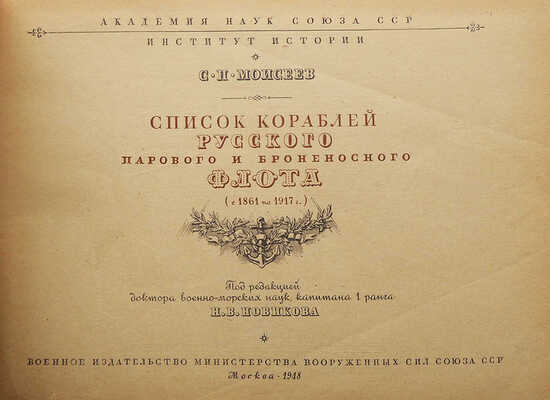 АКАДЕМИЯ НАУК СОЮЗА ССР
ИНСТИТУТ ИСТОРИИ
С·П·МОИСЕЕВ
СПИСОК КОРАБЛЕЙ
РУССКОГО
ПАРОВОГО И БРОНЕНОСНОГО
ФЛОТА
(с 1861 по 1917 г.)
Под редакцией
доктора военно-морских наук, капитана 1 ранга
Н.В.НОВИКОВА
ВОЕННОЕ ИЗДАТЕЛЬСТВО МИНИСТЕРСТВА ВООРУЖЕННЫХ СИЛ СОЮЗА ССР
Москва · 1948